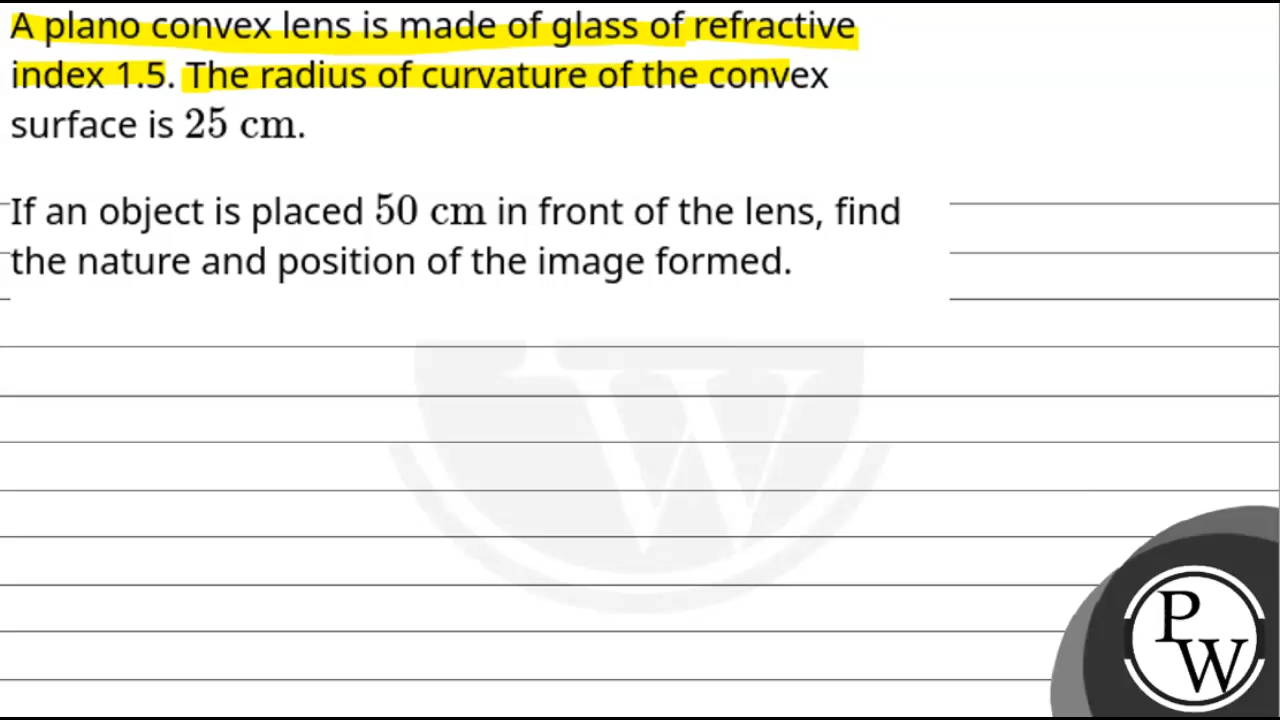 A plano convex lens is made of glass of refractive
index 1.5. The radius of curvature of the convex
surface is 25 cm.
If an object is placed 50 cm in front of the lens, find
the nature and position of the image formed.
W
P
W